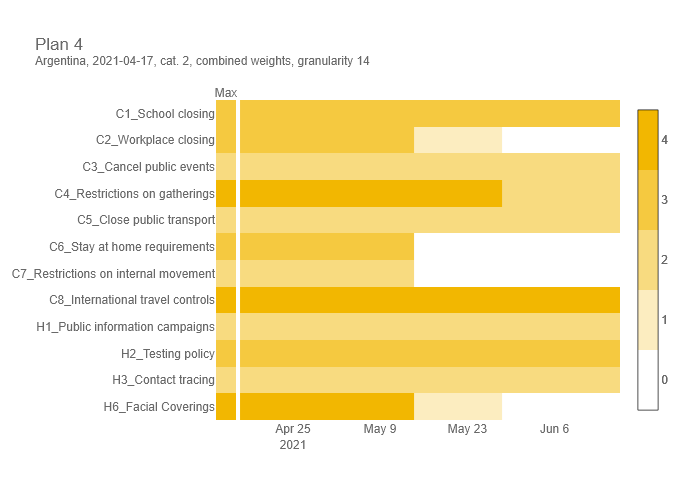 Plan 4
Argentina, 2021-04-17, cat. 2, combined weights, granularity 14
Max
C1_School closing
C2_Workplace closing
C3_Cancel public events
C4_Restrictions on gatherings
C5_Close public transport
C6_Stay at home requirements
C7_Restrictions on internal movement
C8_International travel controls
H1_Public information campaigns
H2_Testing policy
H3_Contact tracing
H6_Facial Coverings
Apr 25 May 9 May 23 Jun 6
2021
4
3
2
1
0